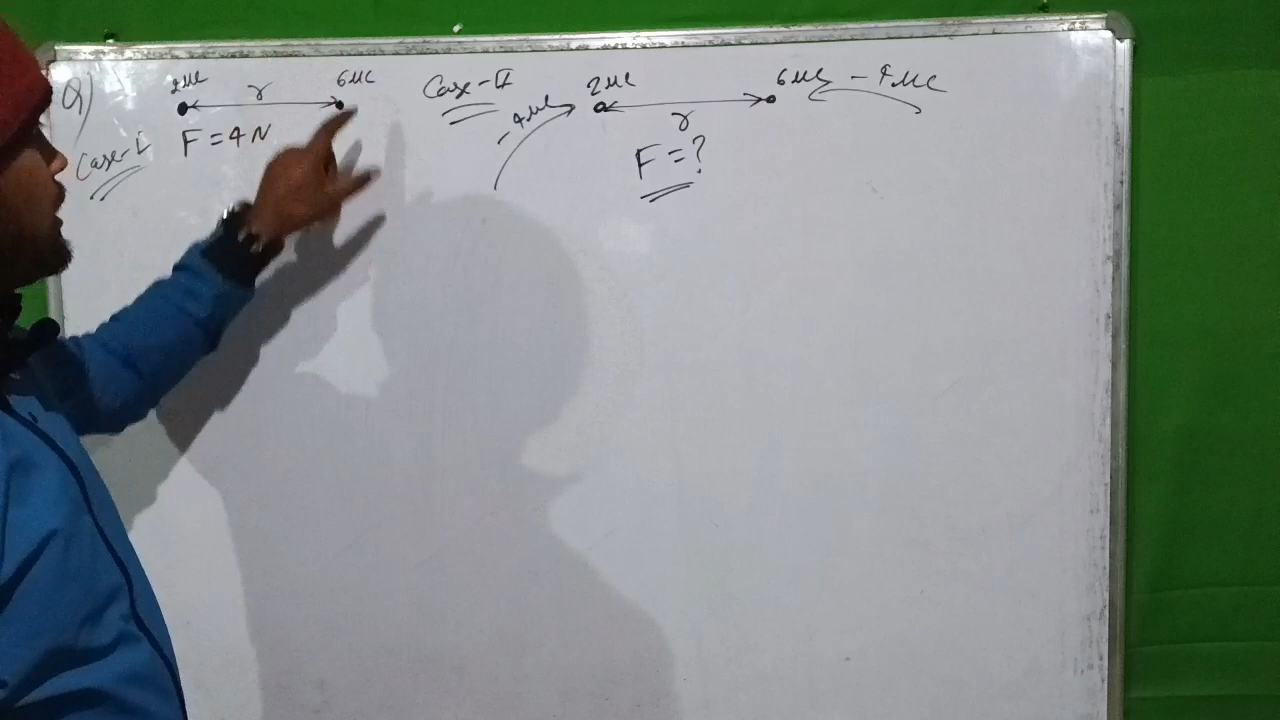 Q)
2μC r 6μC
F = 4N
Case-I
Case-II
-4μC 2μC r 6μC -4μC
F = ?